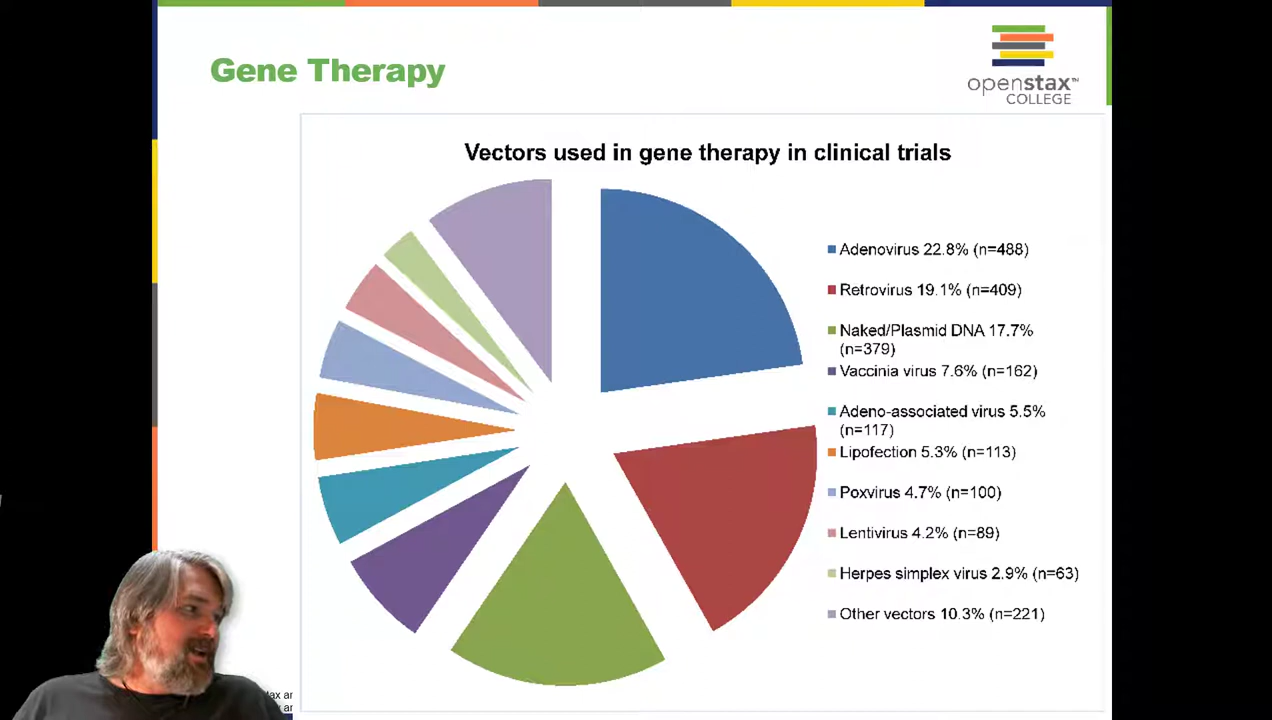 Gene Therapy
openstax™
COLLEGE
Vectors used in gene therapy in clinical trials
Adenovirus 22.8% (n=488)
Retrovirus 19.1% (n=409)
Naked/Plasmid DNA 17.7%
(n=379)
Vaccinia virus 7.6% (n=162)
Adeno-associated virus 5.5%
(n=117)
Lipofection 5.3% (n=113)
Poxvirus 4.7% (n=100)
Lentivirus 4.2% (n=89)
Herpes simplex virus 2.9% (n=63)
Other vectors 10.3% (n=221)